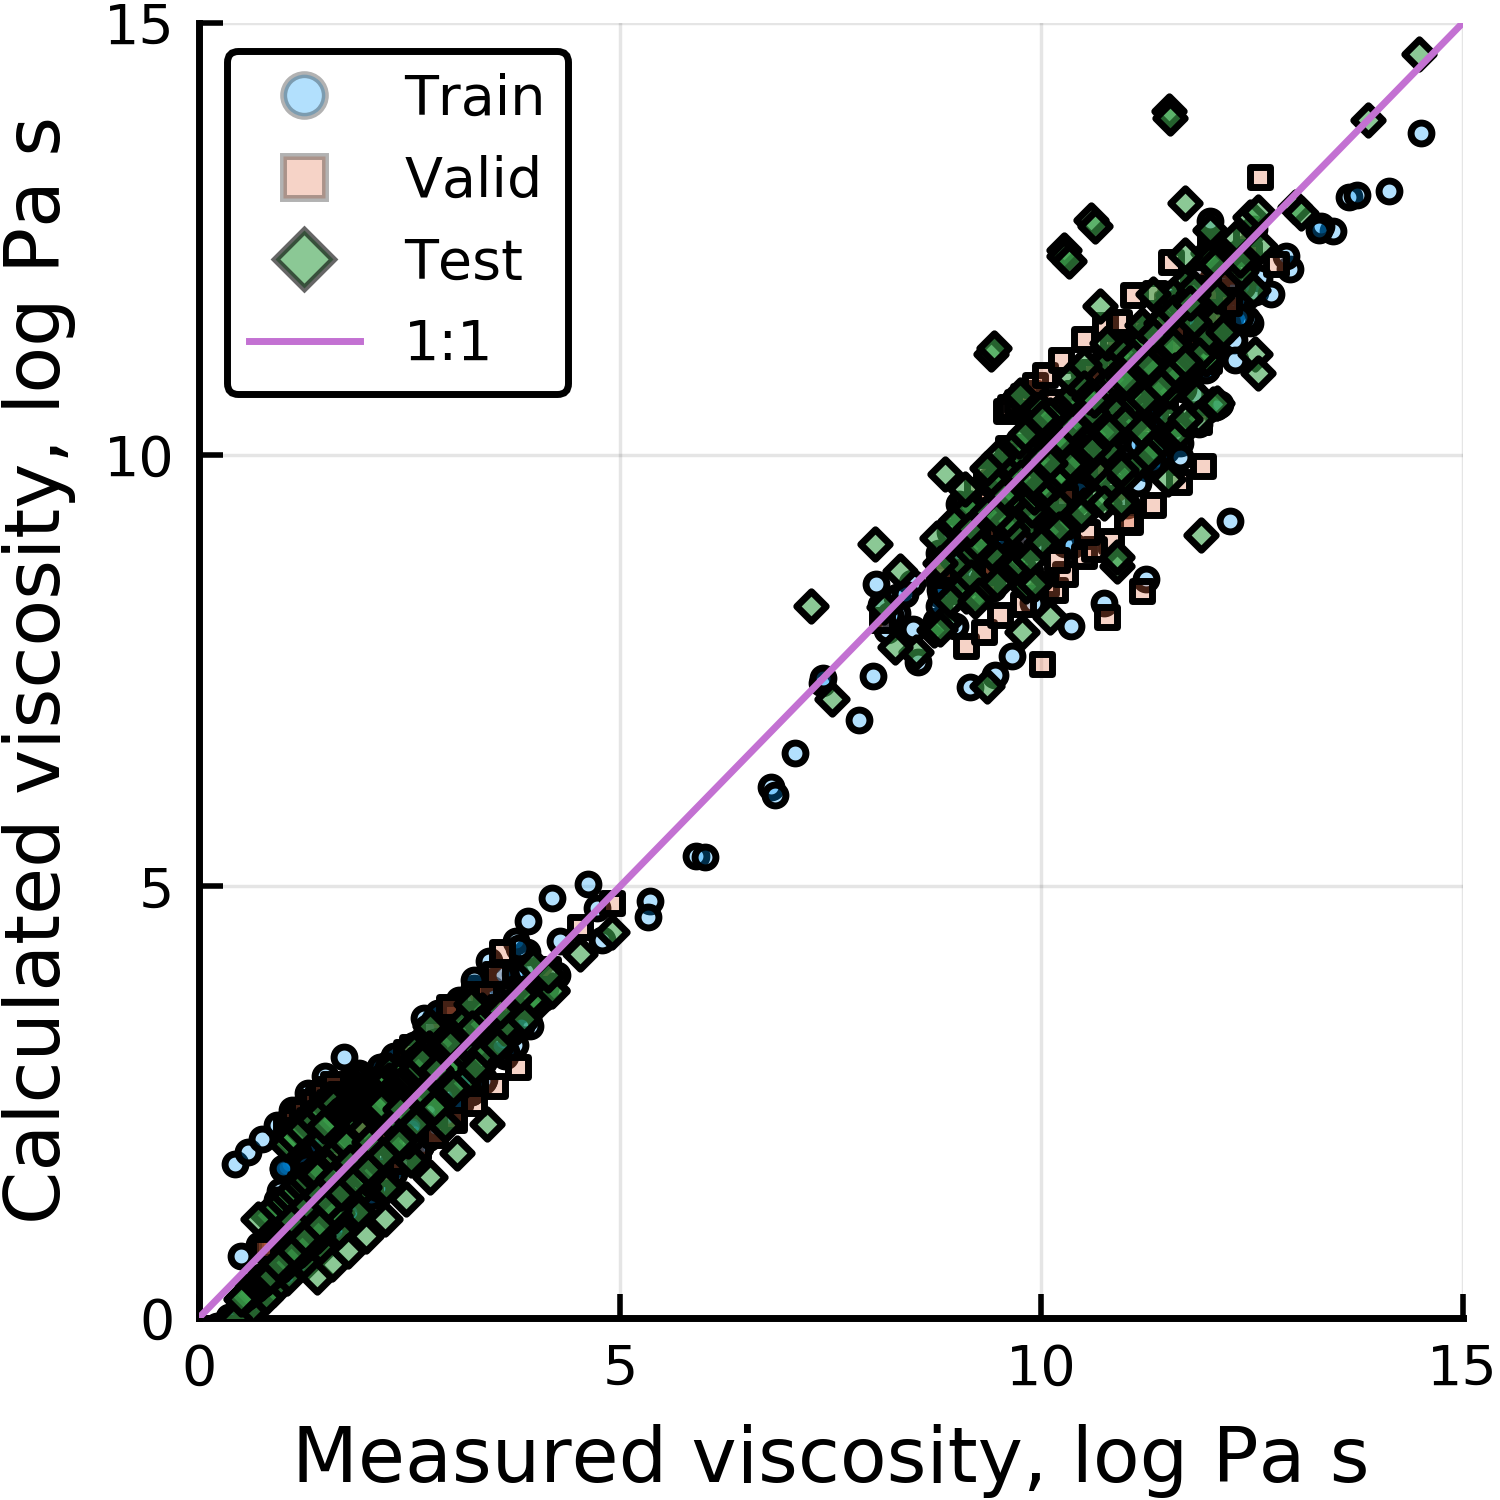 Calculated viscosity, log Pa s
15
10
5
0
Train
Valid
Test
1:1
0 5 10 15
Measured viscosity, log Pa s